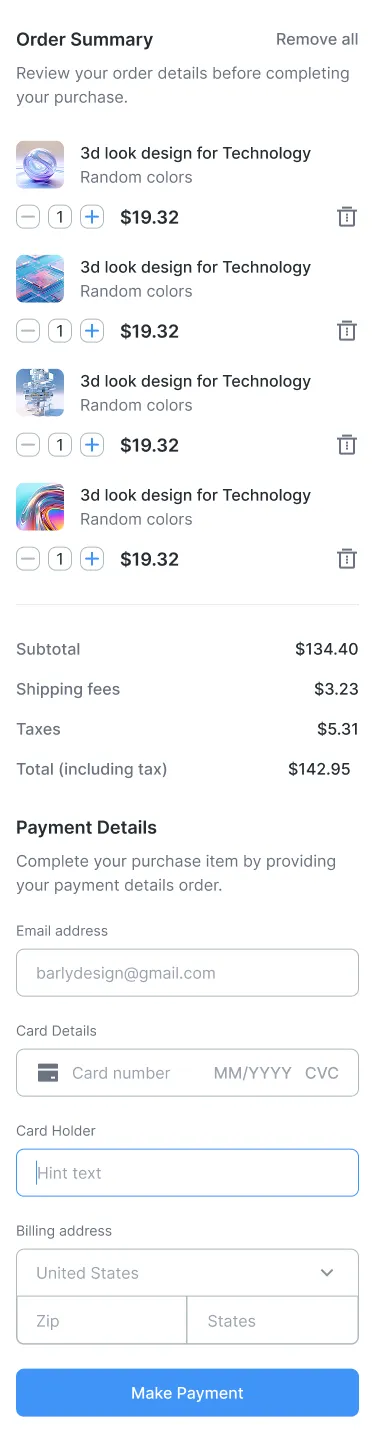 Order Summary
Remove all
Review your order details before completing
your purchase.
3d look design for Technology
Random colors
1 $19.32
3d look design for Technology
Random colors
1 $19.32
3d look design for Technology
Random colors
1 $19.32
3d look design for Technology
Random colors
1 $19.32
Subtotal $134.40
Shipping fees $3.23
Taxes $5.31
Total (including tax) $142.95
Payment Details
Complete your purchase item by providing
your payment details order.
Email address
barlydesign@gmail.com
Card Details
Card number MM/YYYY CVC
Card Holder
Hint text
Billing address
United States
Zip States
Make Payment